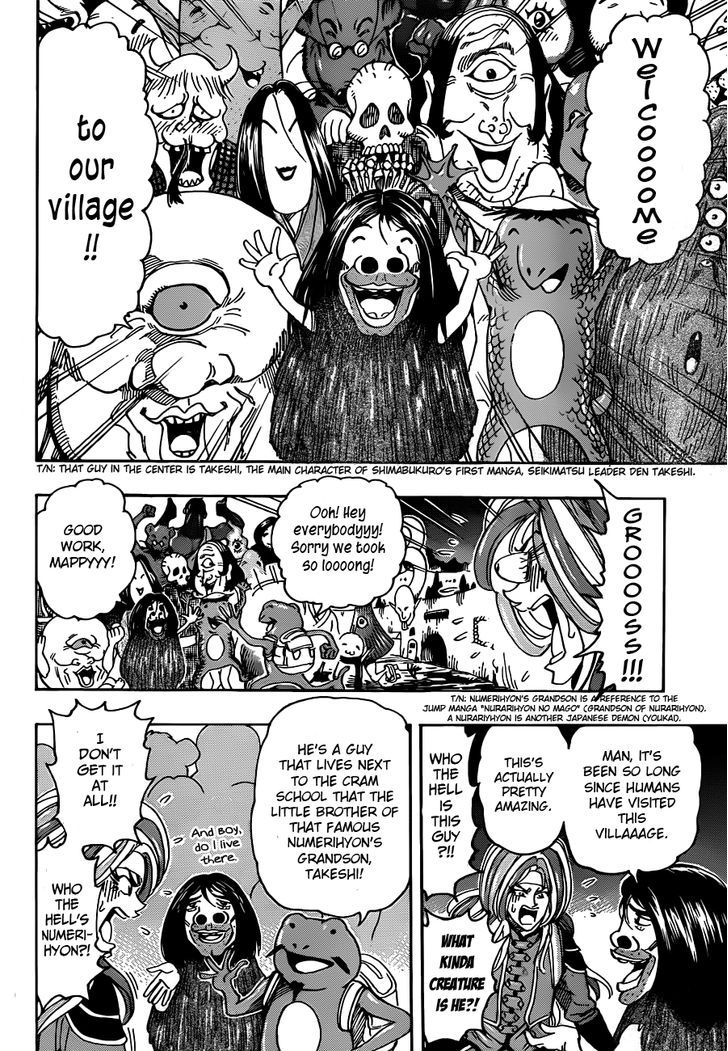 Welcoooome
to
our
village
!!
T/N: THAT GUY IN THE CENTER IS TAKESHI, THE MAIN CHARACTER OF SHIMABUKURO'S FIRST MANGA, SEIKIMATSU LEADER DEN TAKESHI.
GROOOOSS!!!
Ooh! Hey
everybodyyy!
Sorry we took
so loooong!
GOOD
WORK,
MAPPYYY!
T/N: NUMERIHYON'S GRANDSON IS A REFERENCE TO THE
JUMP MANGA "NURARIHYON NO MAGO" (GRANDSON OF NURARIHYON).
A NURARIYHYON IS ANOTHER JAPANESE DEMON (YOUKAI).
MAN, IT'S
BEEN SO LONG
SINCE HUMANS
HAVE VISITED
THIS
VILLAAAGE.
THIS'S
ACTUALLY
PRETTY
AMAZING.
WHO
THE HELL
IS
THIS
GUY
?!!
WHAT
KINDA
CREATURE
IS HE?!
HE'S A GUY
THAT LIVES NEXT
TO THE CRAM
SCHOOL THAT THE
LITTLE BROTHER OF
THAT FAMOUS
NUMERIHYON'S
GRANDSON,
TAKESHI!
And boy,
do I live
there.
I
DON'T
GET IT
AT
ALL!!
WHO
THE
HELL'S
NUMERI-
HYON?!